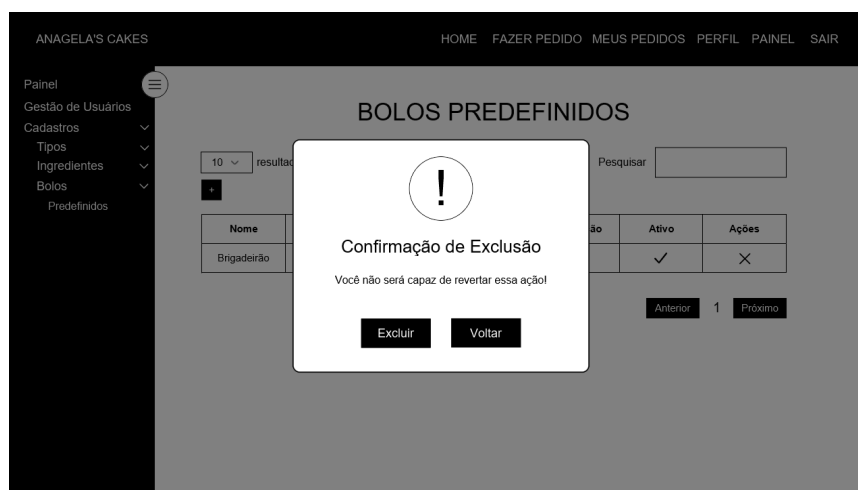 ANAGELA'S CAKES HOME FAZER PEDIDO MEUS PEDIDOS PERFIL PAINEL SAIR
Painel
Gestão de Usuários
Cadastros
Tipos
Ingredientes
Bolos
Predefinidos
BOLOS PREDEFINIDOS
10 resultad Pesquisar
+
Nome ão Ativo Ações
Brigadeirão
Anterior 1 Próximo
!
Confirmação de Exclusão
Você não será capaz de revertar essa ação!
Excluir Voltar